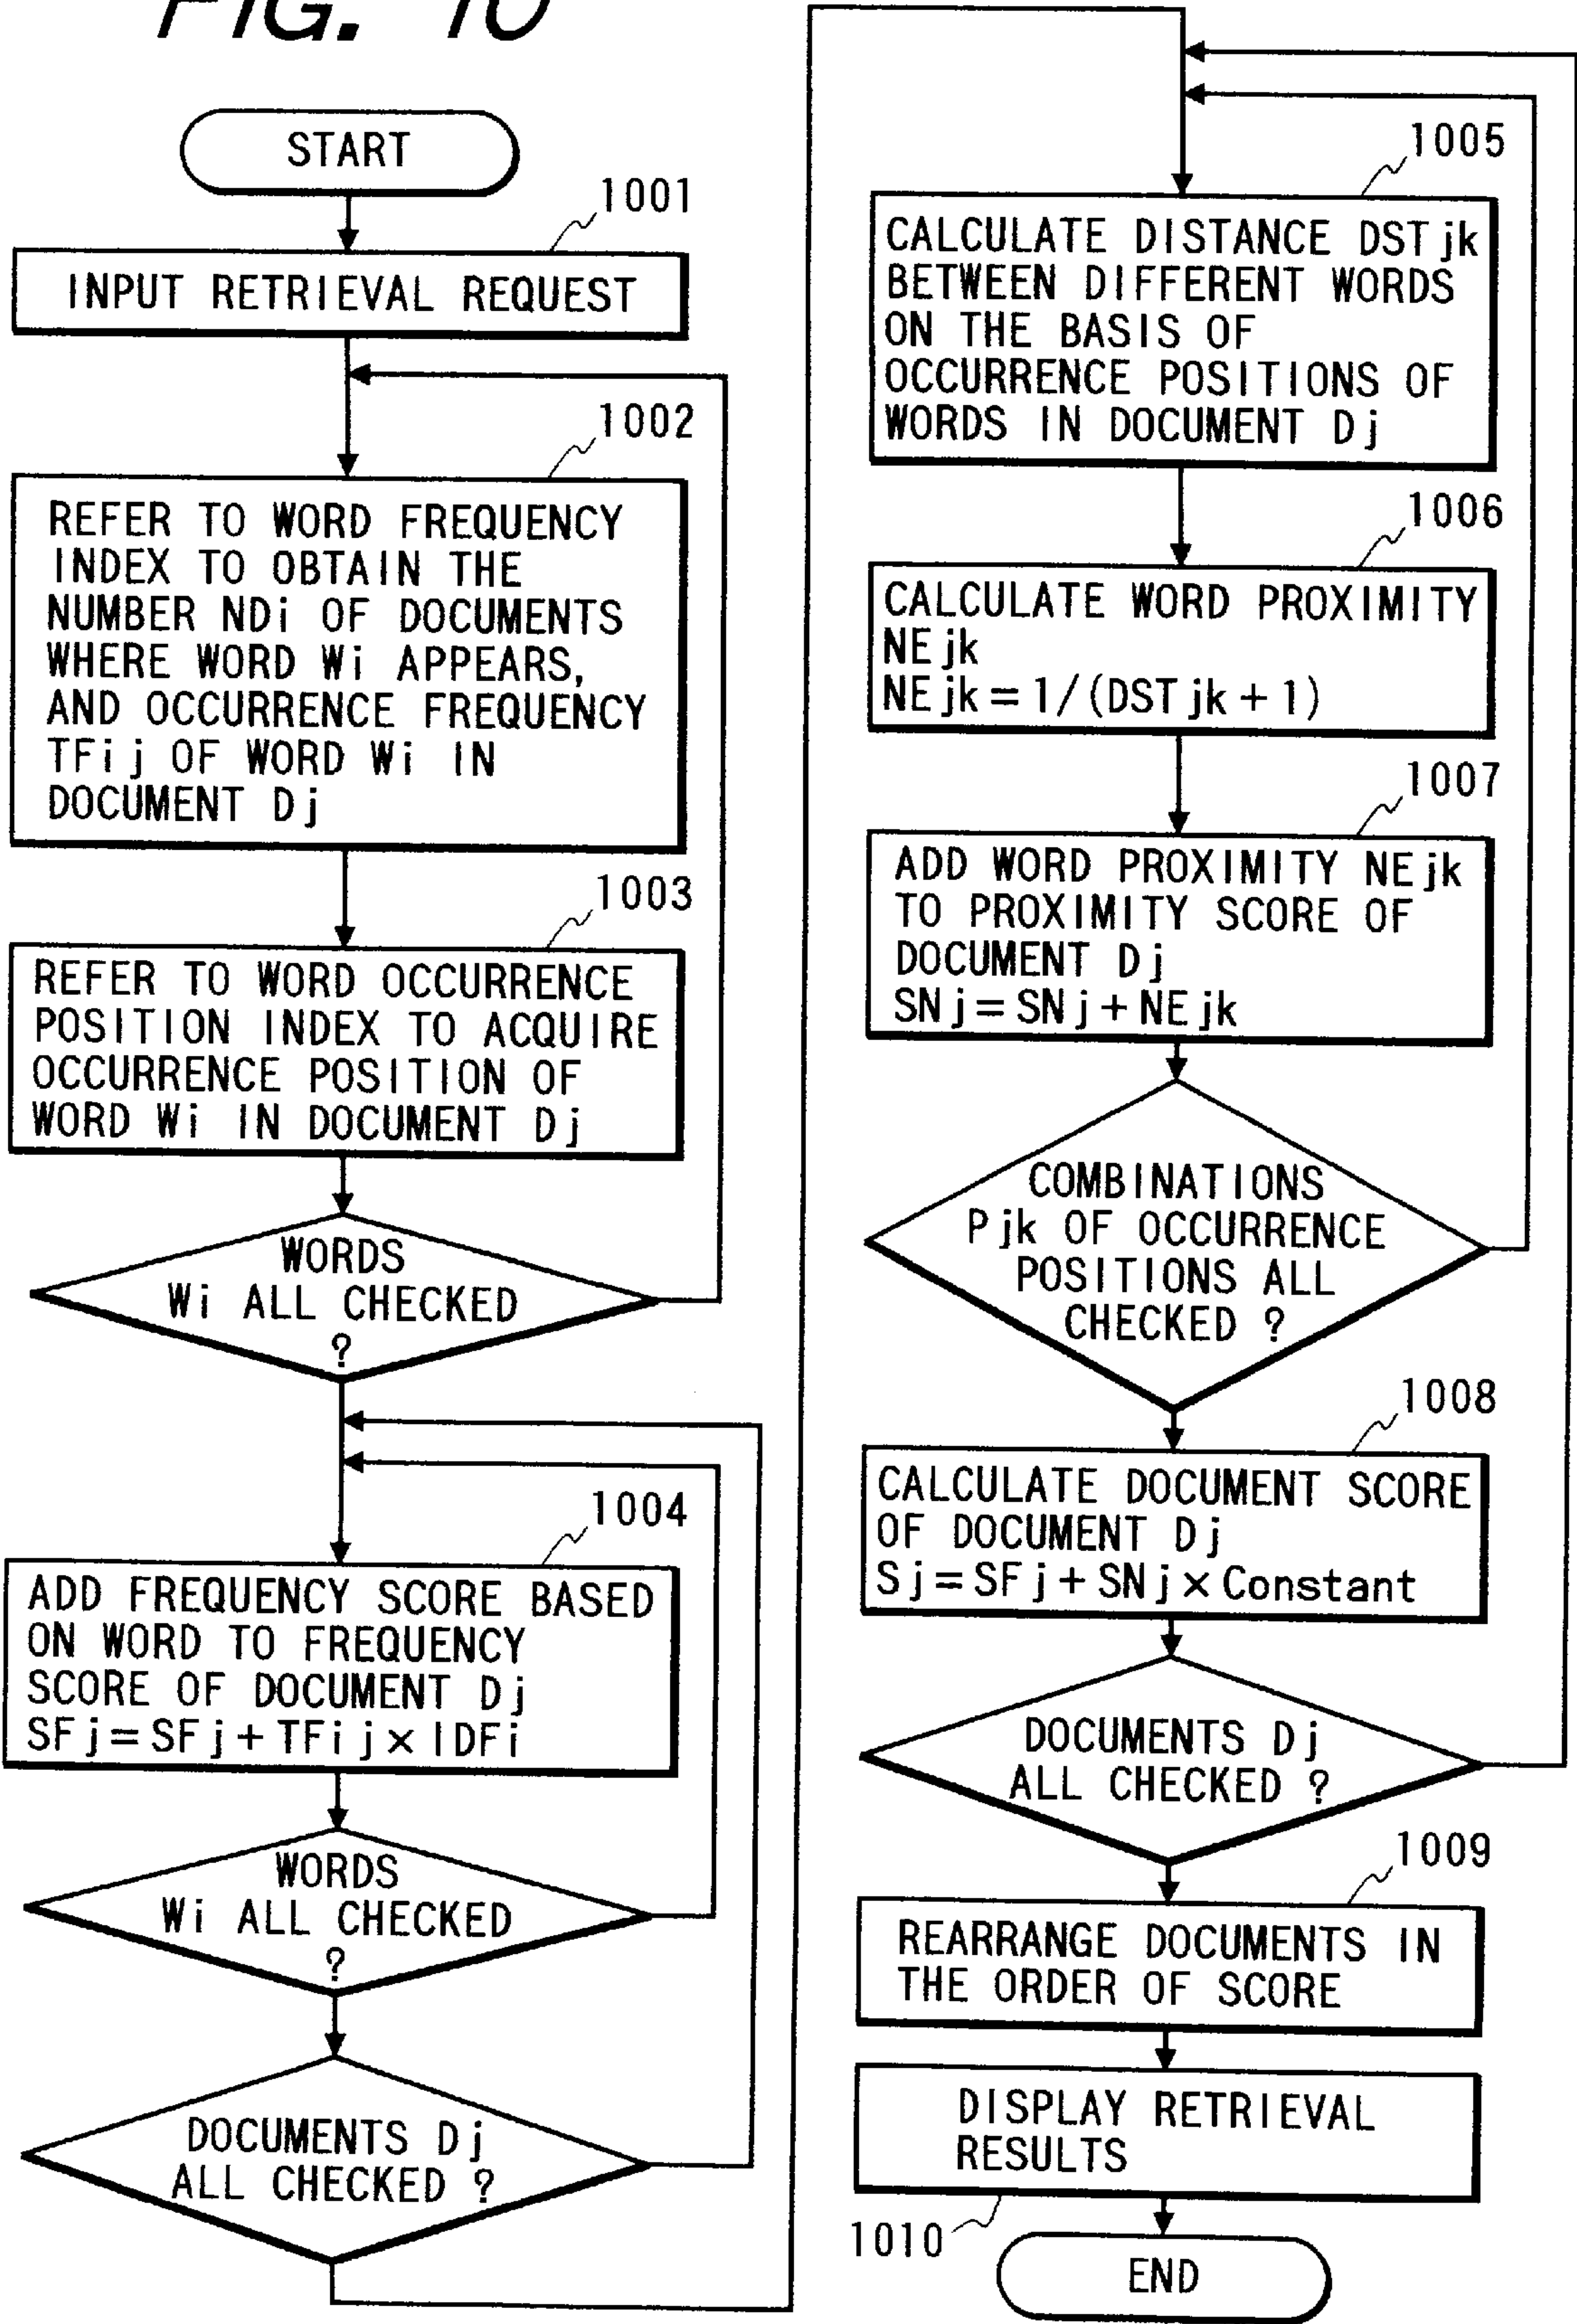 FIG. 10
START
1001
INPUT RETRIEVAL REQUEST
1002
REFER TO WORD FREQUENCY
INDEX TO OBTAIN THE
NUMBER NDi OF DOCUMENTS
WHERE WORD Wi APPEARS,
AND OCCURRENCE FREQUENCY
TFij OF WORD Wi IN
DOCUMENT Dj
1003
REFER TO WORD OCCURRENCE
POSITION INDEX TO ACQUIRE
OCCURRENCE POSITION OF
WORD Wi IN DOCUMENT Dj
WORDS
Wi ALL CHECKED
?
1004
ADD FREQUENCY SCORE BASED
ON WORD TO FREQUENCY
SCORE OF DOCUMENT Dj
SFj=SFj+TFij×IDFi
WORDS
Wi ALL CHECKED
?
DOCUMENTS Dj
ALL CHECKED ?
1005
CALCULATE DISTANCE DSTjk
BETWEEN DIFFERENT WORDS
ON THE BASIS OF
OCCURRENCE POSITIONS OF
WORDS IN DOCUMENT Dj
1006
CALCULATE WORD PROXIMITY
NEjk
NEjk=1/(DSTjk+1)
1007
ADD WORD PROXIMITY NEjk
TO PROXIMITY SCORE OF
DOCUMENT Dj
SNj=SNj+NEjk
COMBINATIONS
Pjk OF OCCURRENCE
POSITIONS ALL
CHECKED ?
1008
CALCULATE DOCUMENT SCORE
OF DOCUMENT Dj
Sj=SFj+SNj×Constant
DOCUMENTS Dj
ALL CHECKED ?
1009
REARRANGE DOCUMENTS IN
THE ORDER OF SCORE
DISPLAY RETRIEVAL
RESULTS
1010
END